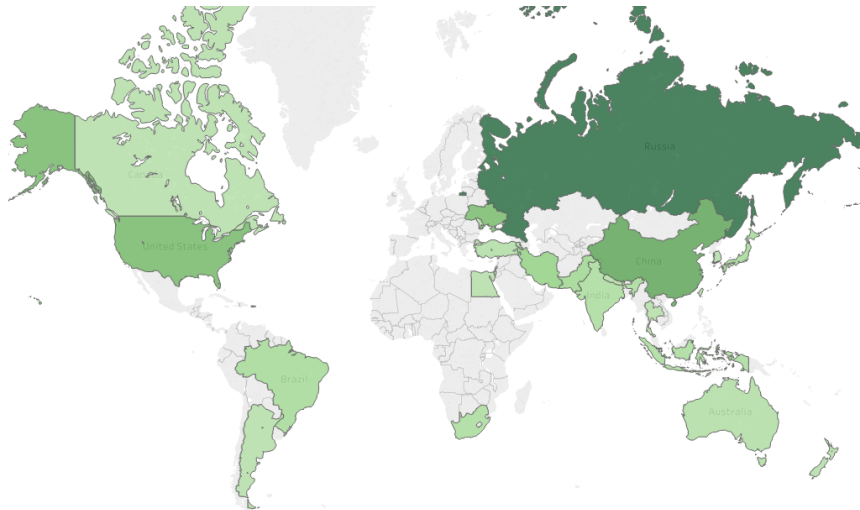 Russia
Canada
United States
China
India
Brazil
Australia